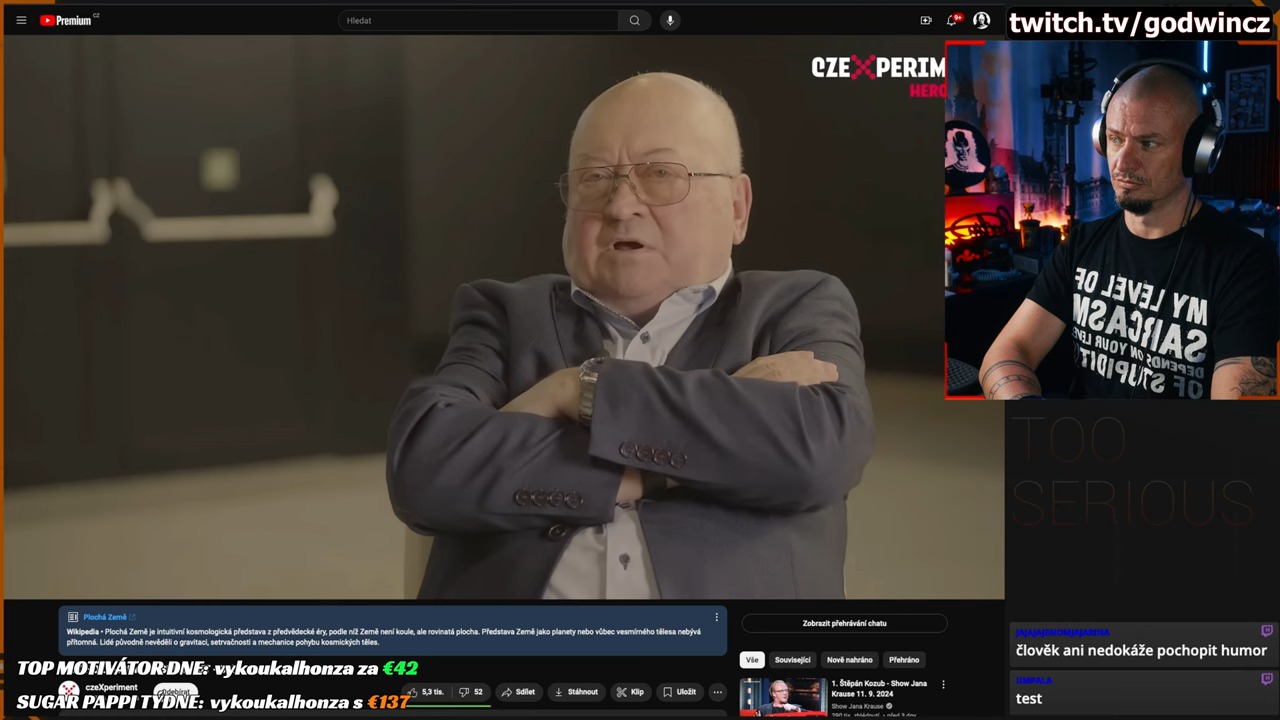 Premium CZ
Hledat
9+
twitch.tv/godwincz
CZEXPERIM
HERO
MY LEVEL OF
SARCASM
DEPENDS ON YOUR LEVEL
OF STUPIDITY
TOO
SERIOUS
Plochá Země
Wikipedia • Plochá Země je intuitivní kosmologická představa z předvědecké éry, podle níž Země není koule, ale rovinatá plocha. Představa Země jako planety nebo vůbec vesmírného tělesa nebývá
přítomná. Lidé původně nevěděli o gravitaci, setrvačnosti a mechanice pohybu kosmických těles.
Zobrazit přehrávání chatu
Vše
Související
Nově nahráno
Přehráno
TOP MOTIVÁTOR DNE: vykoukalhonza za €42
czeXperiment
Odebírat
5,3 tis.
52
Sdílet
Stáhnout
Klip
Uložit
SUGAR PAPPI TÝDNE: vykoukalhonza s €137
1. Štěpán Kozub - Show Jana
Krause 11. 9. 2024
Show Jana Krause
člověk ani nedokáže pochopit humor
JIMPALA
test